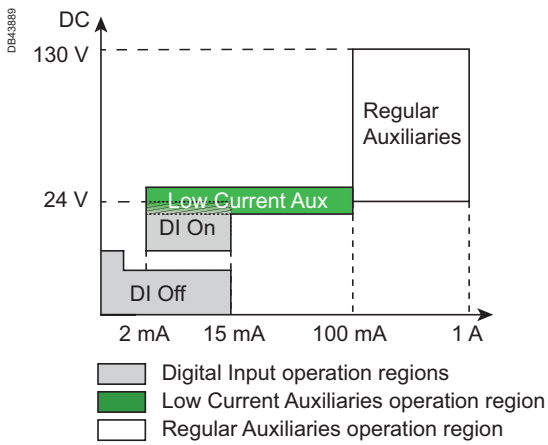 DB43889
DC
130 V
Regular
Auxiliaries
24 V
Low Current Aux
DI On
DI Off
2 mA
15 mA
100 mA
1 A
Digital Input operation regions
Low Current Auxiliaries operation region
Regular Auxiliaries operation region